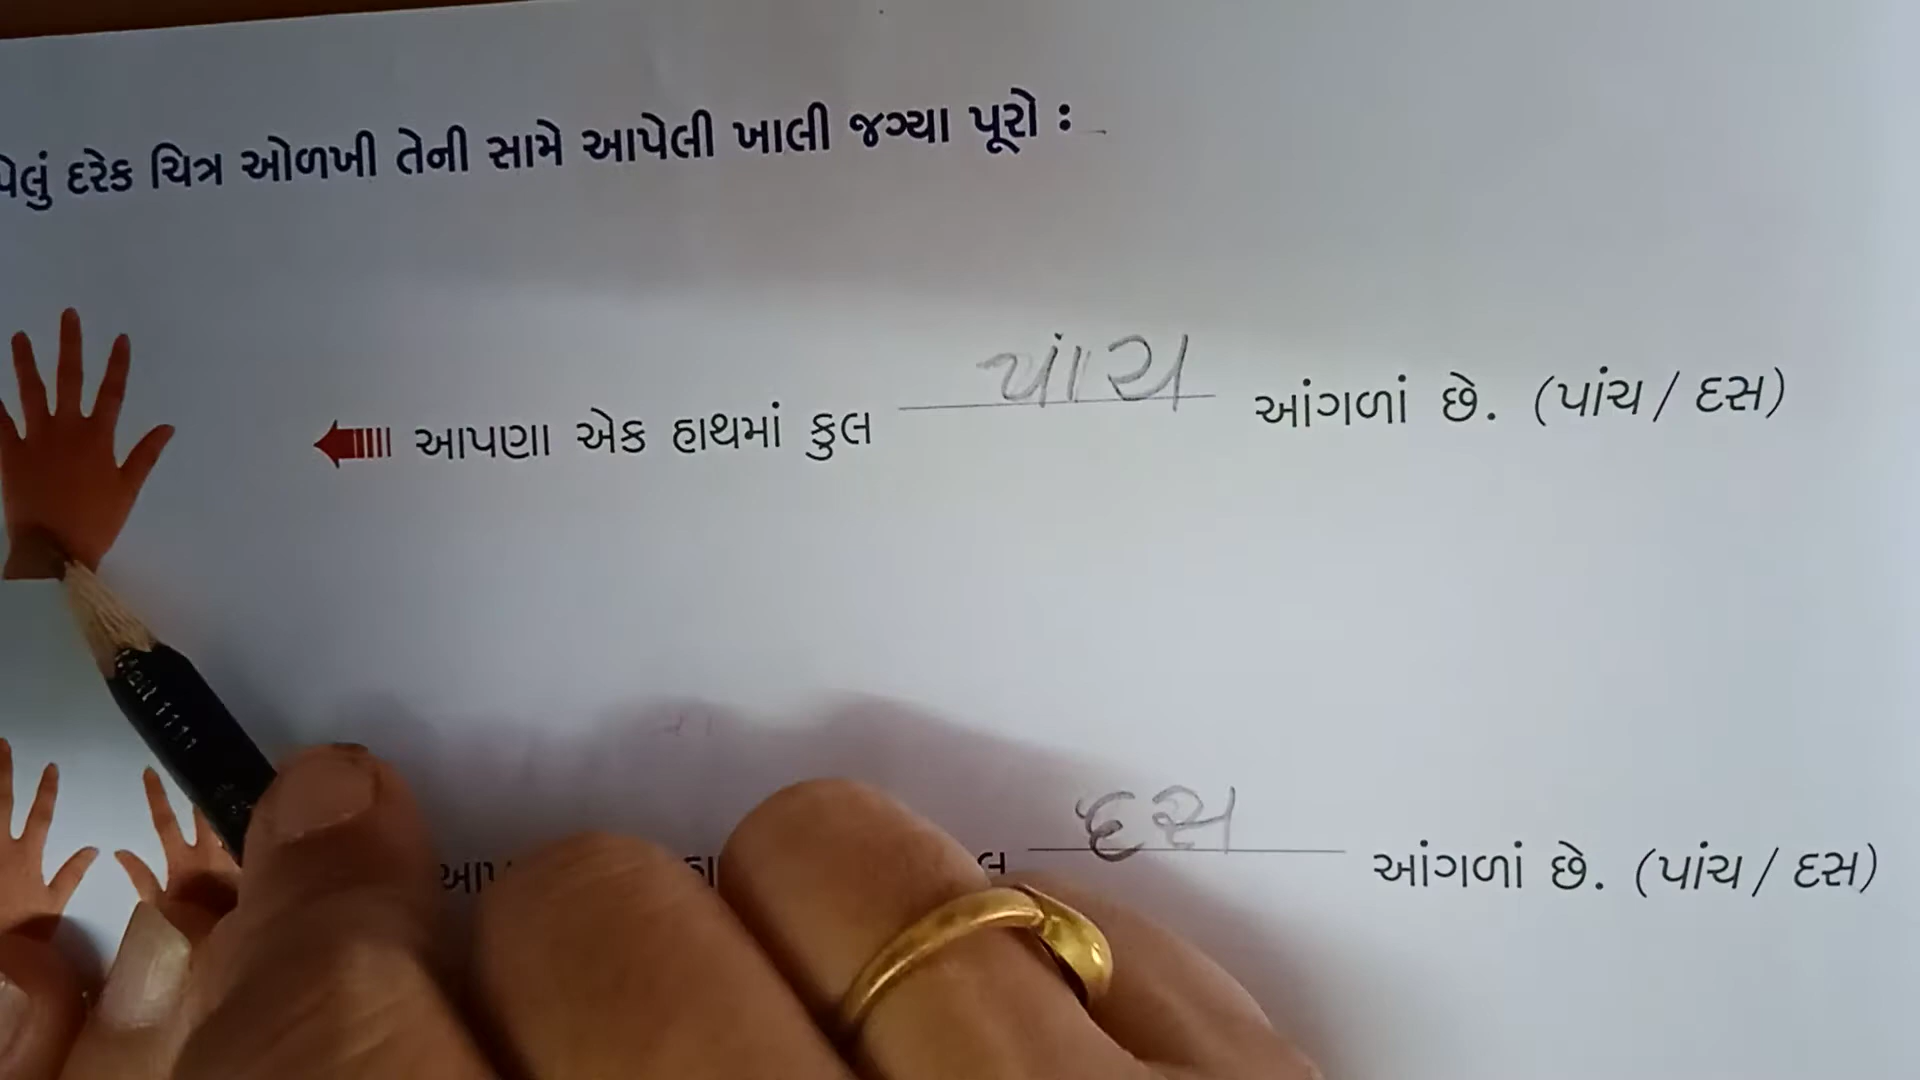 દરેક ચિત્ર ઓળખી તેની સામે આપેલી ખાલી જગ્યા પૂરો :
આપણા એક હાથમાં કુલ પાંચ આંગળાં છે. (પાંચ / દસ)
દસ આંગળાં છે. (પાંચ / દસ)